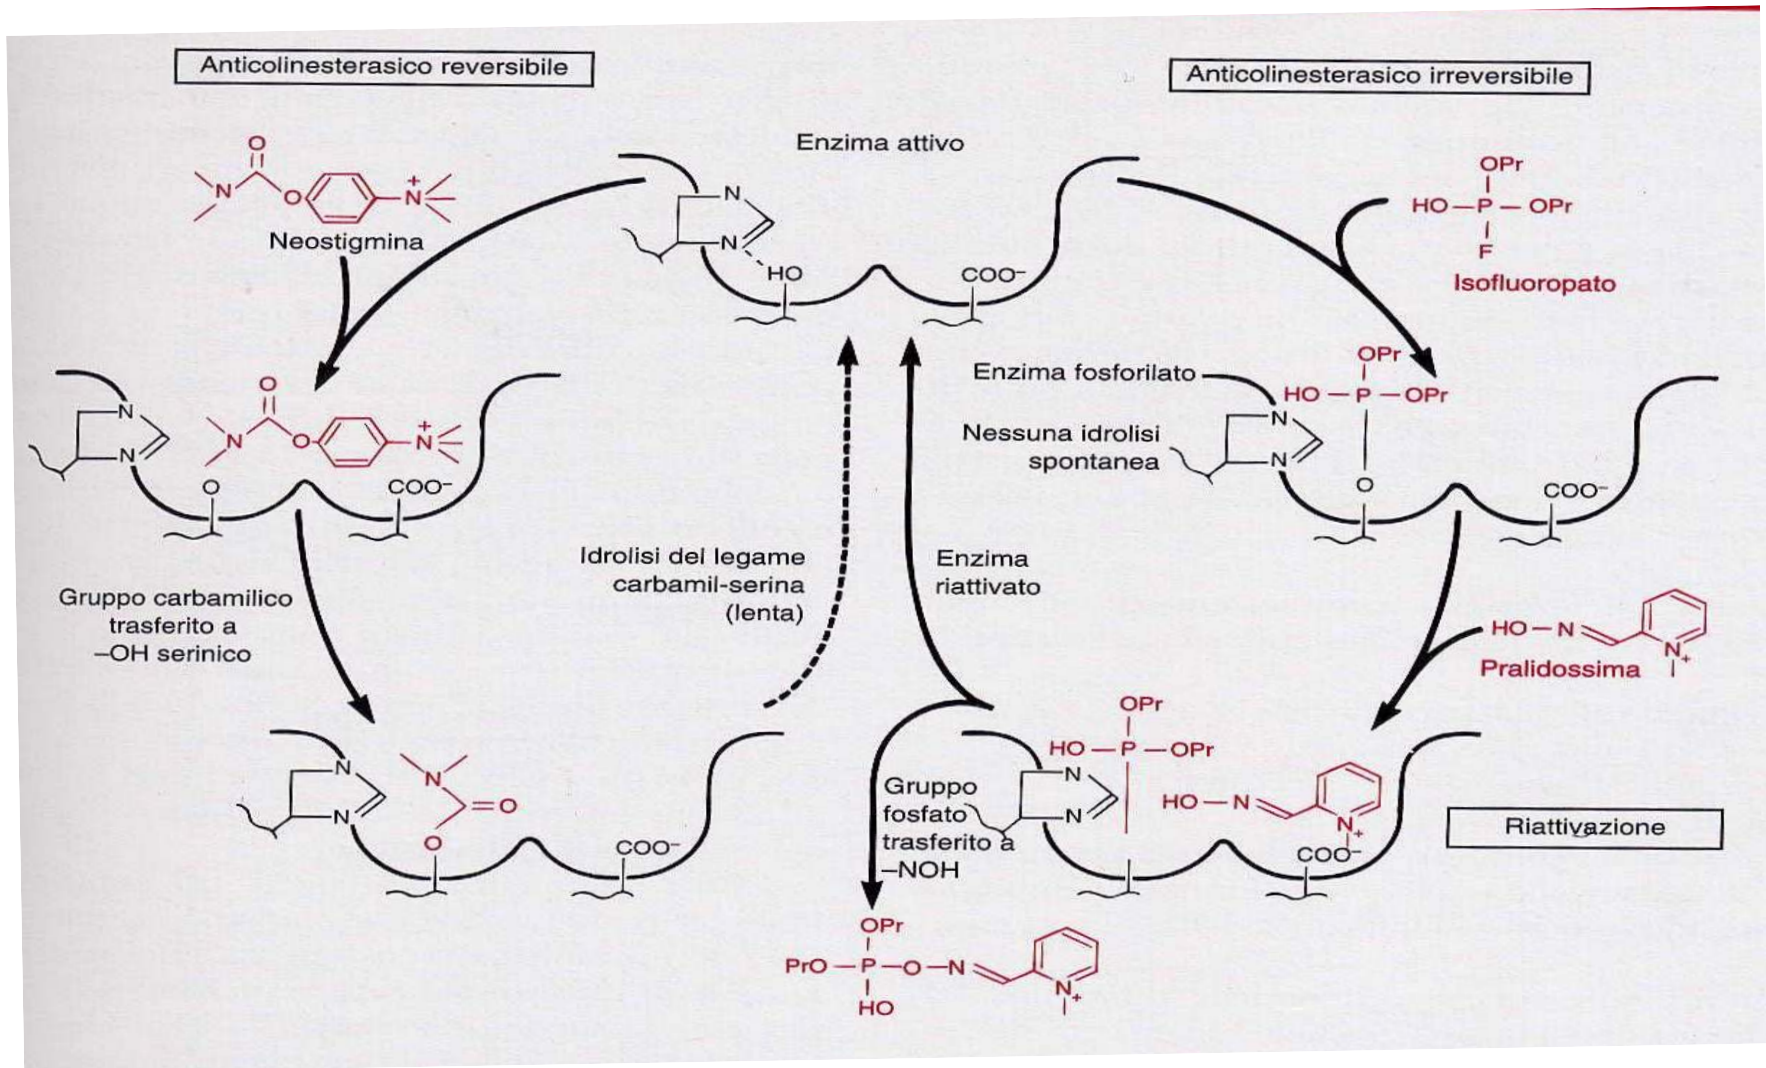 Anticolinesterasico reversibile
Anticolinesterasico irreversibile
Enzima attivo
O
N
O
N+
Neostigmina
N
N
HO
COO–
OPr
HO–P–OPr
F
Isofluoropato
N
N
O
N
O
N+
O
COO–
Enzima fosforilato
Nessuna idrolisi
spontanea
OPr
HO–P–OPr
N
N
O
COO–
Gruppo carbamilico
trasferito a
–OH serinico
Idrolisi del legame
carbamil-serina
(lenta)
Enzima
riattivato
HO–N
N+
Pralidossima
N
N
N
O
O
COO–
Gruppo
fosfato
trasferito a
–NOH
OPr
HO–P–OPr
N
N
HO–N
N+
COO–
Riattivazione
OPr
PrO–P–O–N
HO
N+